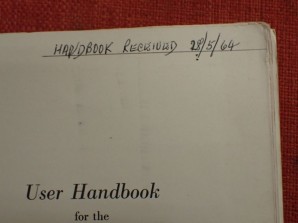 HANDBOOK RECEIVED 28/5/64
User Handbook
for the